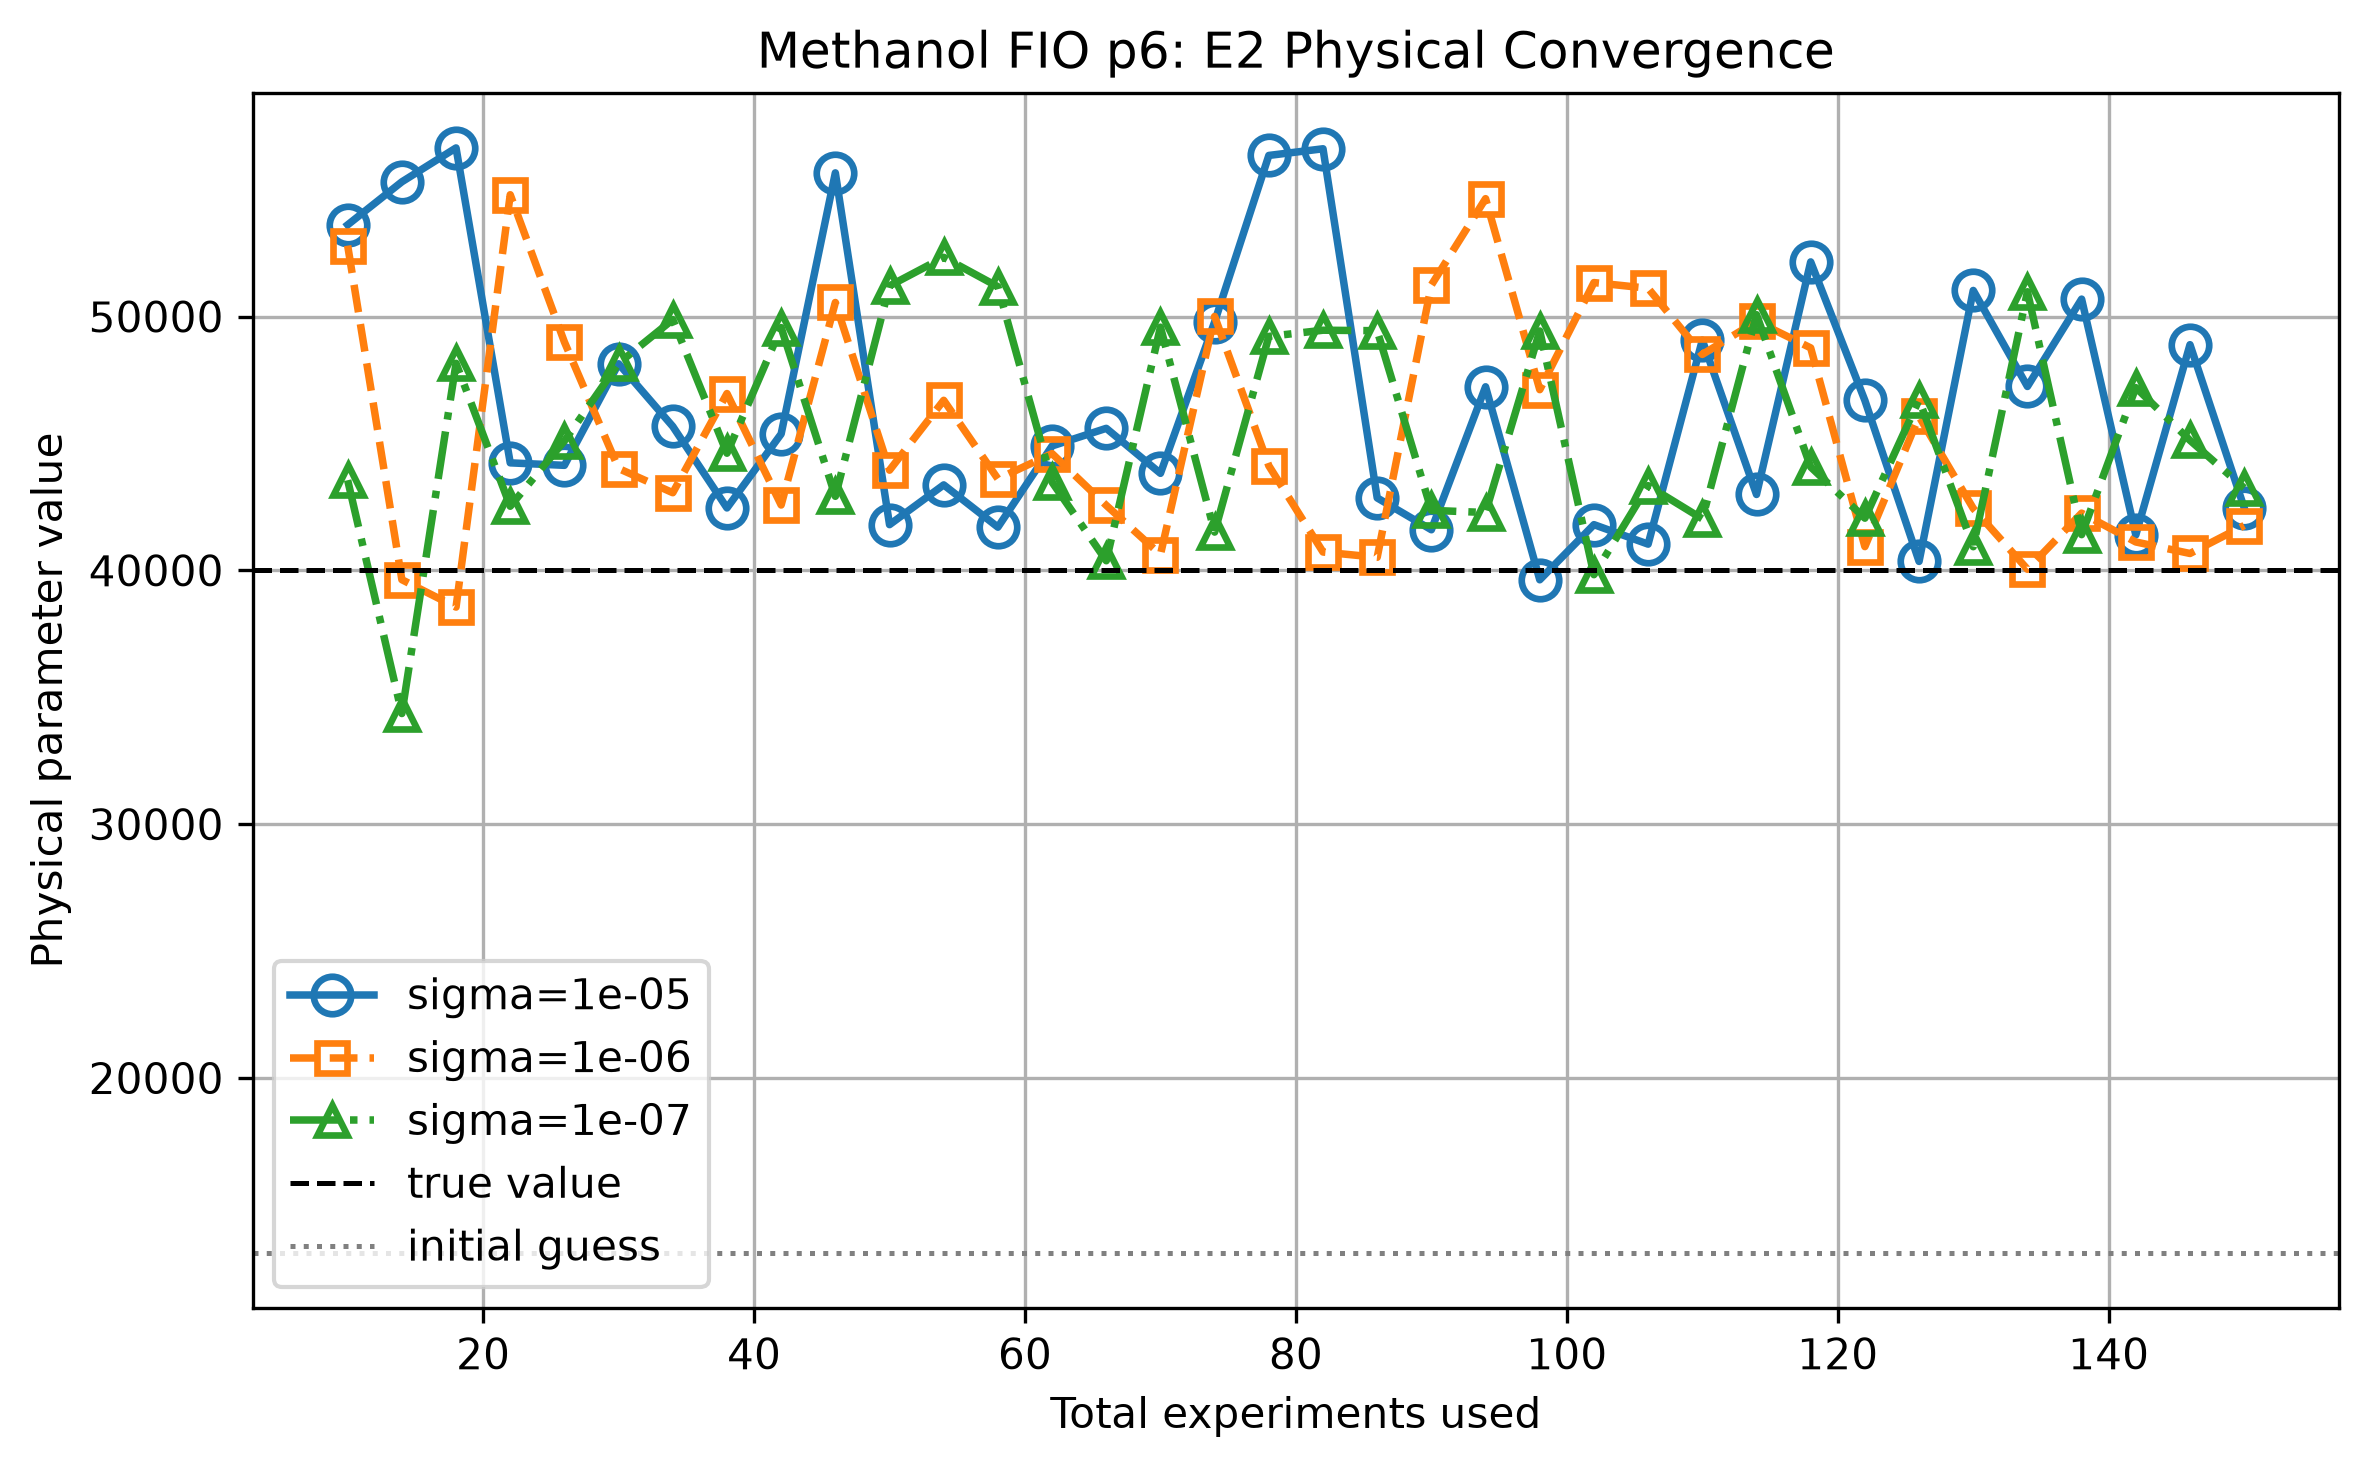 Methanol FIO p6: E2 Physical Convergence
Physical parameter value
50000
40000
30000
20000
sigma=1e-05
sigma=1e-06
sigma=1e-07
true value
initial guess
20 40 60 80 100 120 140
Total experiments used